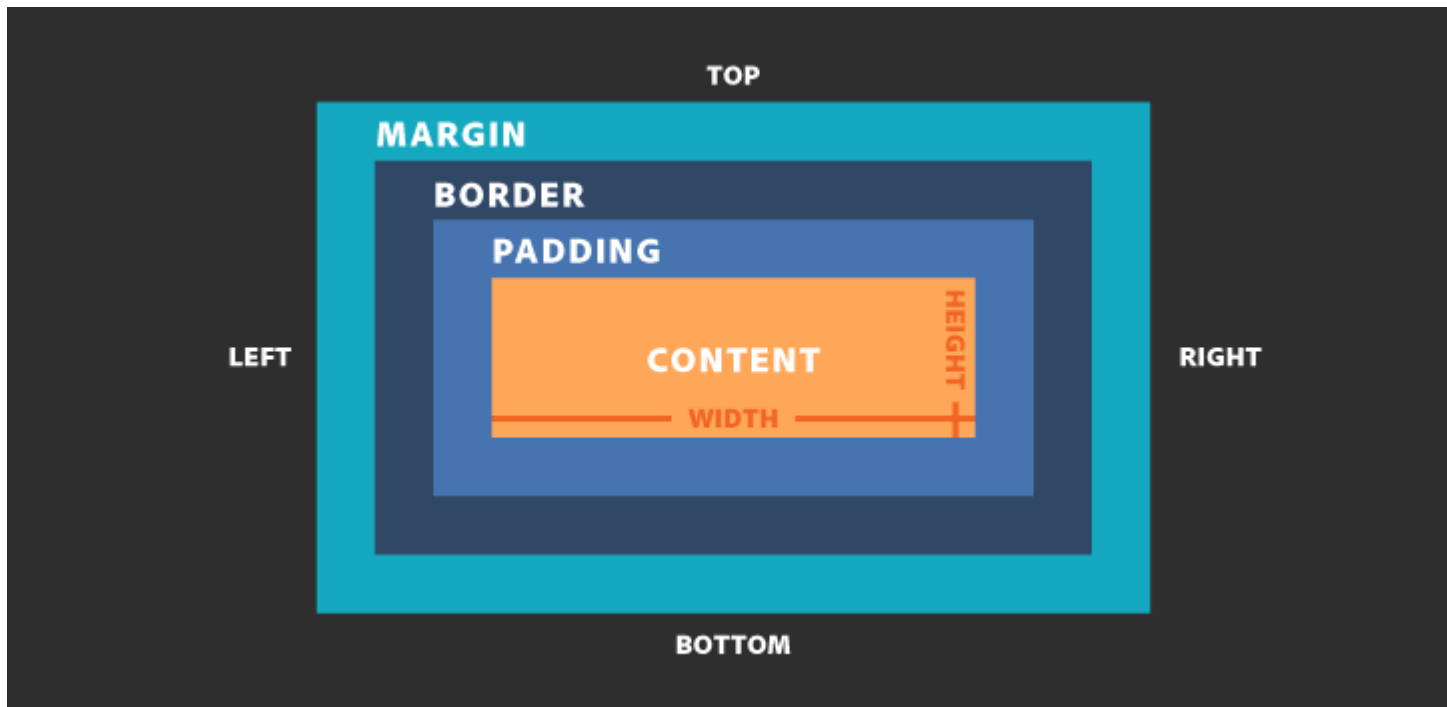 TOP
MARGIN
BORDER
PADDING
HEIGHT
LEFT
CONTENT
RIGHT
WIDTH
BOTTOM